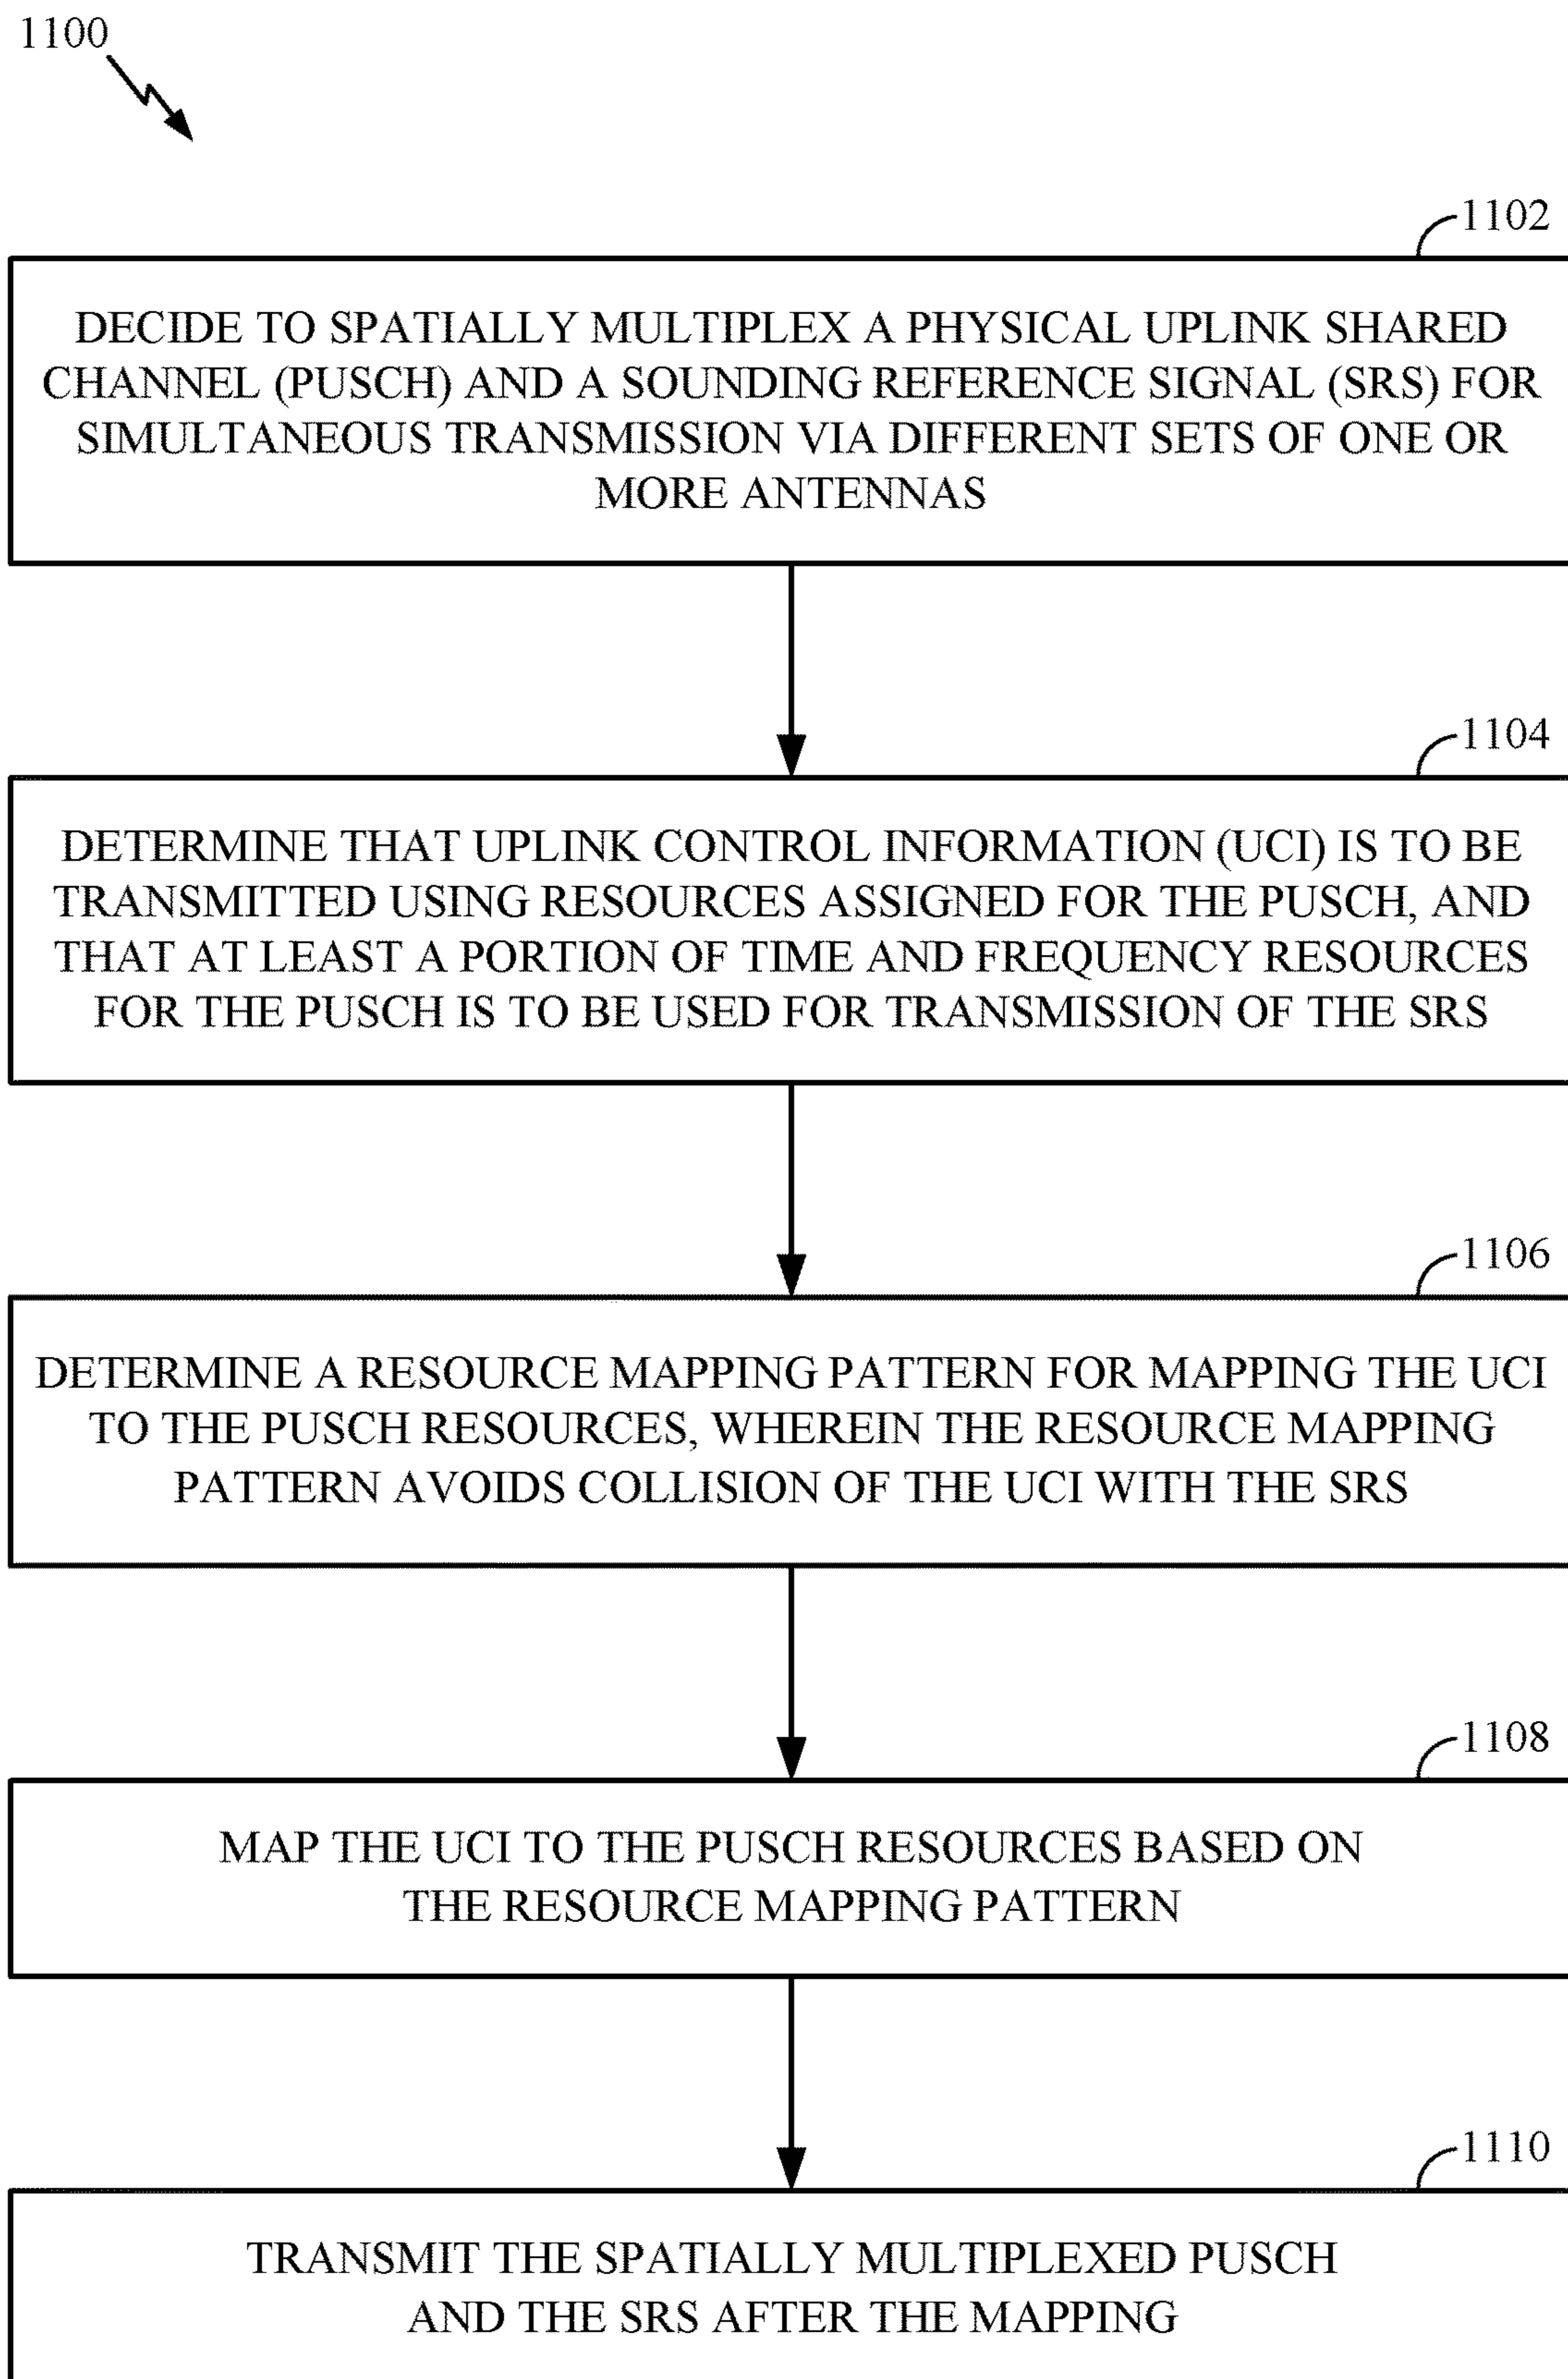 1100
1102
DECIDE TO SPATIALLY MULTIPLEX A PHYSICAL UPLINK SHARED
CHANNEL (PUSCH) AND A SOUNDING REFERENCE SIGNAL (SRS) FOR
SIMULTANEOUS TRANSMISSION VIA DIFFERENT SETS OF ONE OR
MORE ANTENNAS
1104
DETERMINE THAT UPLINK CONTROL INFORMATION (UCI) IS TO BE
TRANSMITTED USING RESOURCES ASSIGNED FOR THE PUSCH, AND
THAT AT LEAST A PORTION OF TIME AND FREQUENCY RESOURCES
FOR THE PUSCH IS TO BE USED FOR TRANSMISSION OF THE SRS
1106
DETERMINE A RESOURCE MAPPING PATTERN FOR MAPPING THE UCI
TO THE PUSCH RESOURCES, WHEREIN THE RESOURCE MAPPING
PATTERN AVOIDS COLLISION OF THE UCI WITH THE SRS
1108
MAP THE UCI TO THE PUSCH RESOURCES BASED ON
THE RESOURCE MAPPING PATTERN
1110
TRANSMIT THE SPATIALLY MULTIPLEXED PUSCH
AND THE SRS AFTER THE MAPPING